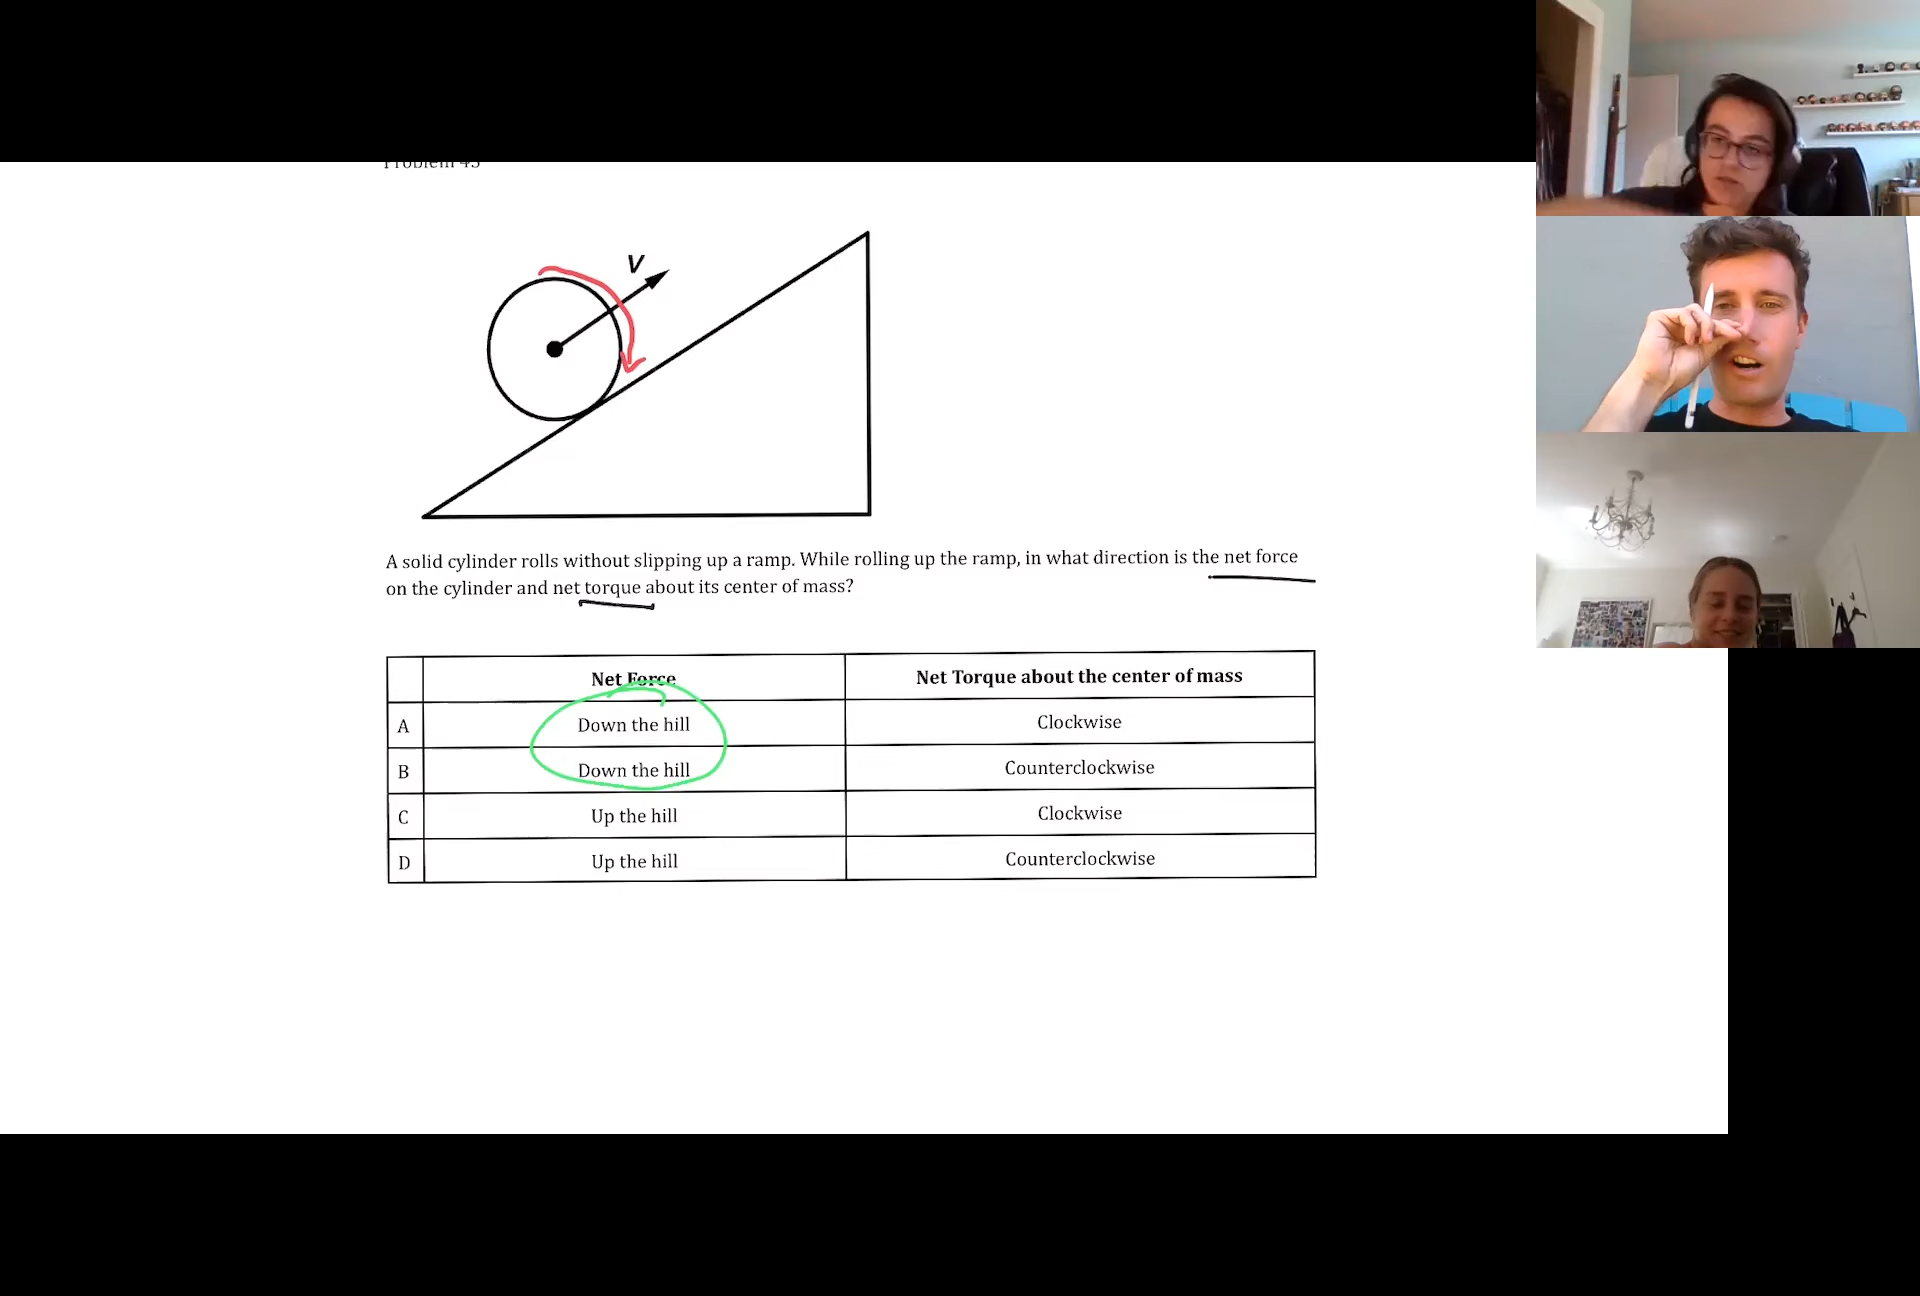 Problem 43
V
A solid cylinder rolls without slipping up a ramp. While rolling up the ramp, in what direction is the net force
on the cylinder and net torque about its center of mass?
Net Force Net Torque about the center of mass
A Down the hill Clockwise
B Down the hill Counterclockwise
C Up the hill Clockwise
D Up the hill Counterclockwise